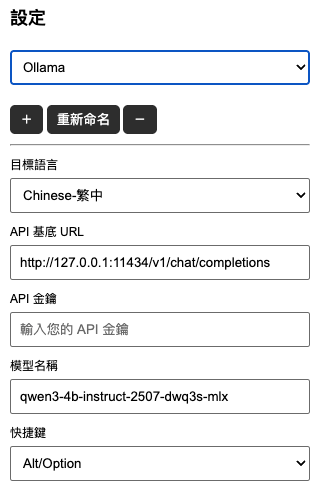 設定
Ollama
+ 重新命名 −
目標語言
Chinese-繁中
API 基底 URL
http://127.0.0.1:11434/v1/chat/completions
API 金鑰
輸入您的 API 金鑰
模型名稱
qwen3-4b-instruct-2507-dwq3s-mlx
快捷鍵
Alt/Option